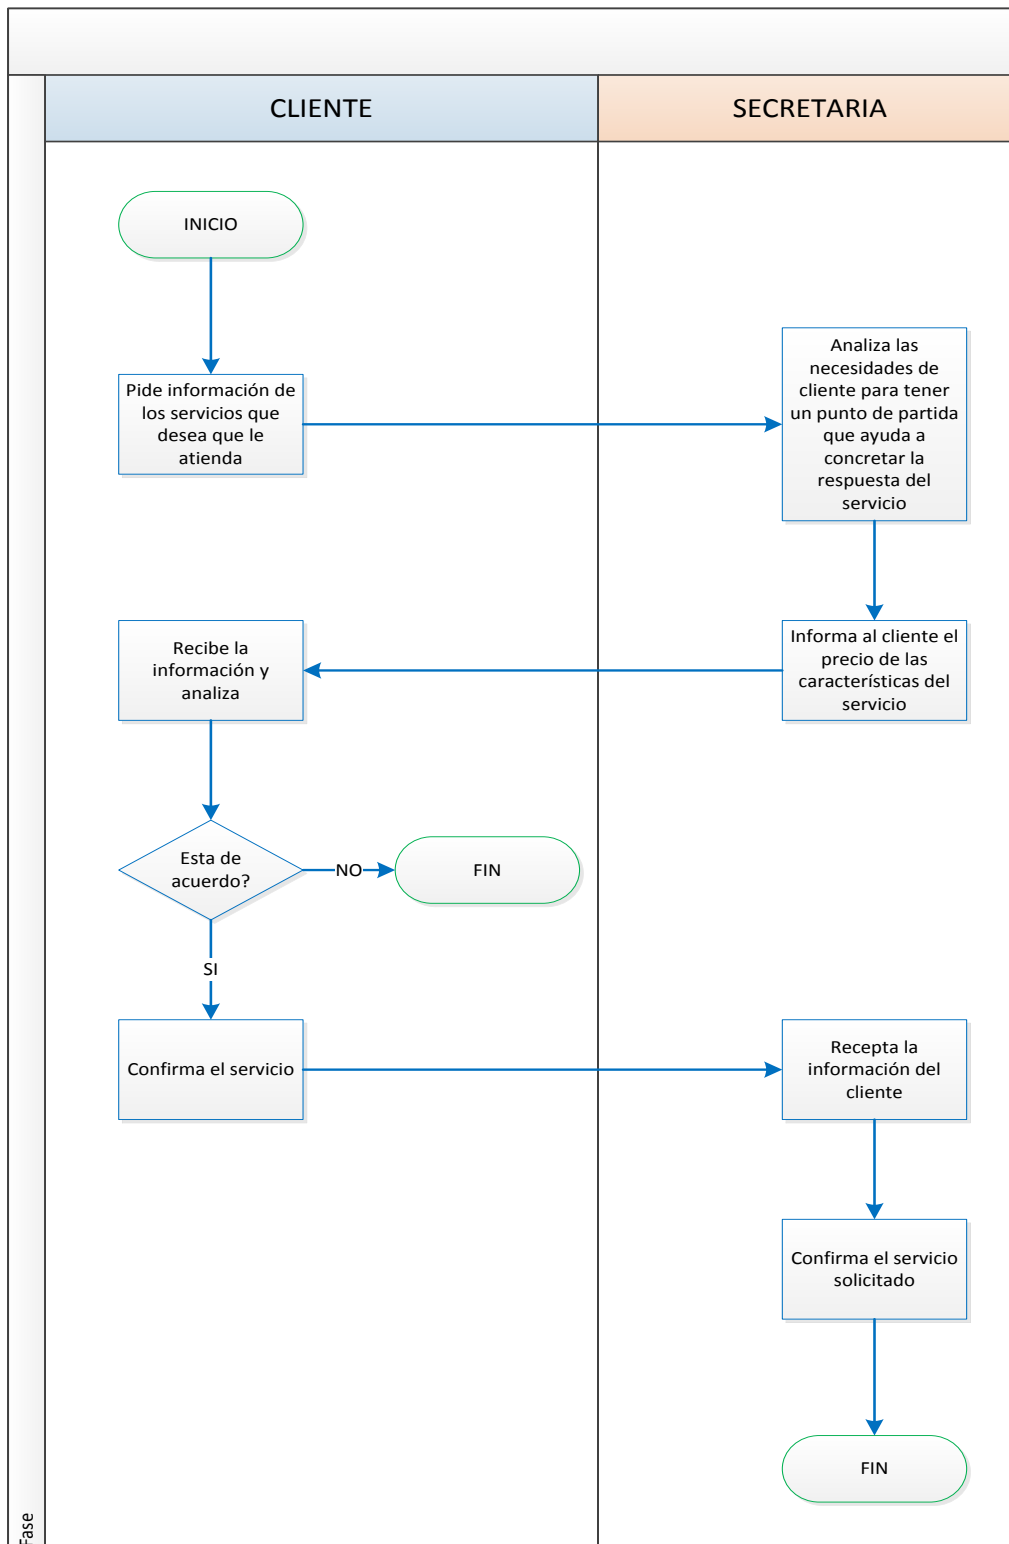 CLIENTE
SECRETARIA
INICIO
Pide información de
los servicios que
desea que le
atienda
Analiza las
necesidades de
cliente para tener
un punto de partida
que ayuda a
concretar la
respuesta del
servicio
Informa al cliente el
precio de las
características del
servicio
Recibe la
información y
analiza
Esta de
acuerdo?
NO
FIN
SI
Confirma el servicio
Recepta la
información del
cliente
Confirma el servicio
solicitado
FIN
Fase